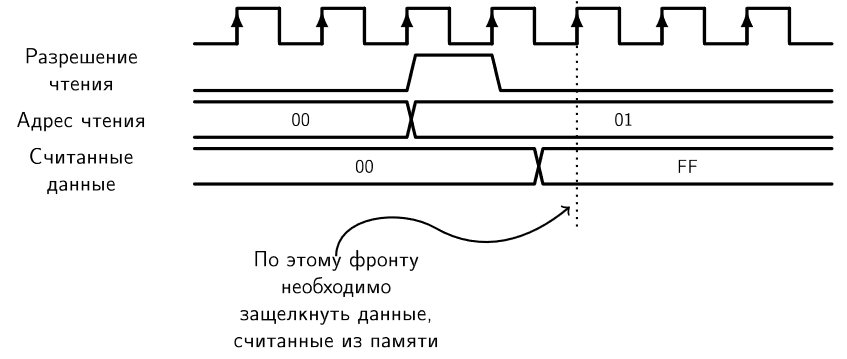 Разрешение
чтения
Адрес чтения
00
01
Считанные
данные
00
FF
По этому фронту
необходимо
защелкнуть данные,
считанные из памяти